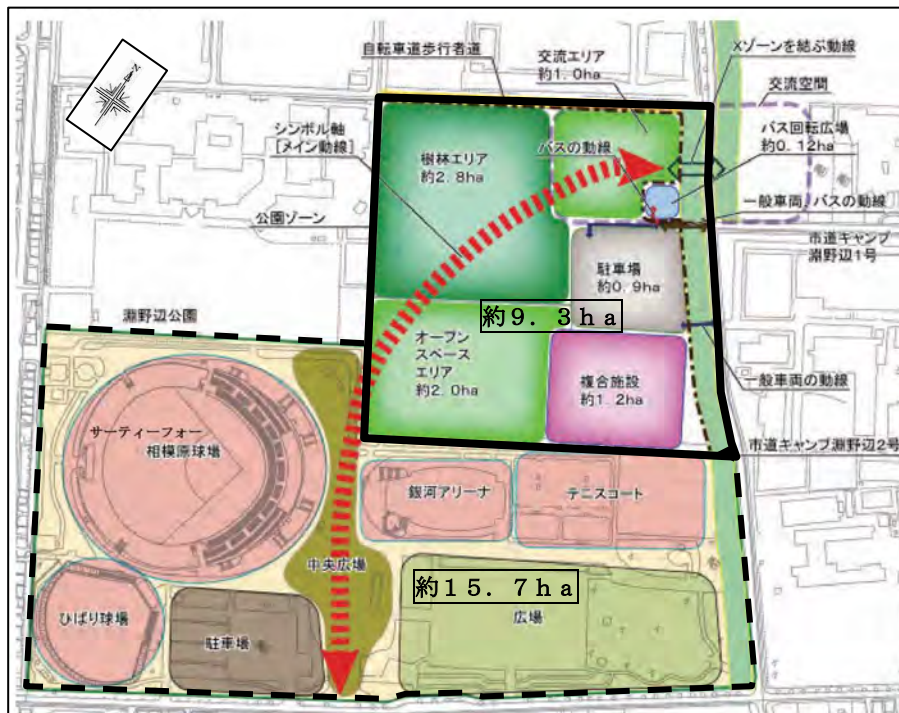 自転車道歩行者道
交流エリア
約1.0ha
Xゾーンを結ぶ動線
交流空間
N
シンボル軸
[メイン動線]
樹林エリア
約2.8ha
バスの動線
バス回転広場
約0.12ha
公園ゾーン
一般車両、バスの動線
市道キャンプ
淵野辺1号
駐車場
約0.9ha
淵野辺公園
約9.3ha
オープン
スペース
エリア
約2.0ha
複合施設
約1.2ha
一般車両の動線
サーティーフォー
相模原球場
市道キャンプ淵野辺2号
銀河アリーナ
テニスコート
中央広場
約15.7ha
ひばり球場
駐車場
広場